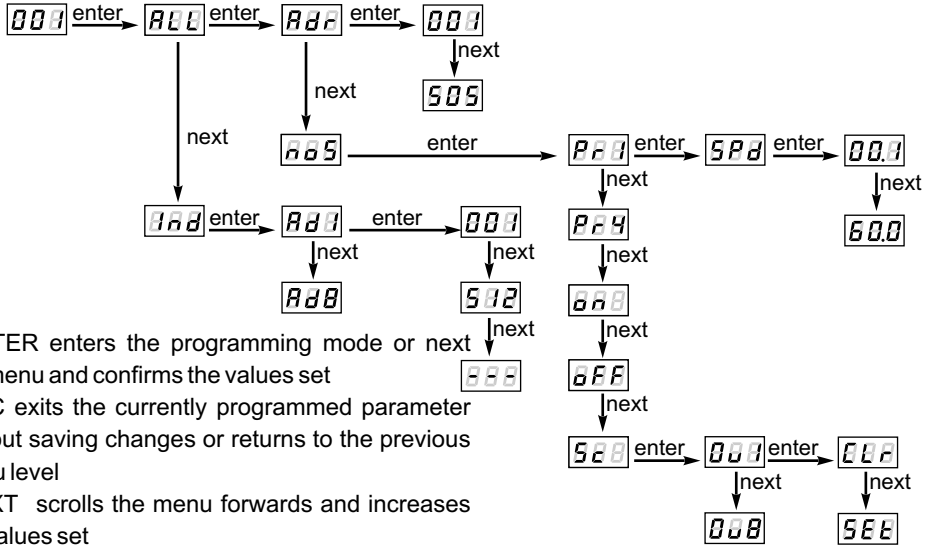 001 enter ALL enter Adr enter 001
next
505
next
next
noS enter Pr1 enter SPd enter 00.1
next next
60.0
Ind enter Ad1 enter 001 Pr4
next next next
Ad8 512 on
next next
--- oFF
next
Sc enter Ou1 enter CLr
next next
Ou8 SEt
TER enters the programming mode or next
menu and confirms the values set
C exits the currently programmed parameter
out saving changes or returns to the previous
u level
XT scrolls the menu forwards and increases
alues set